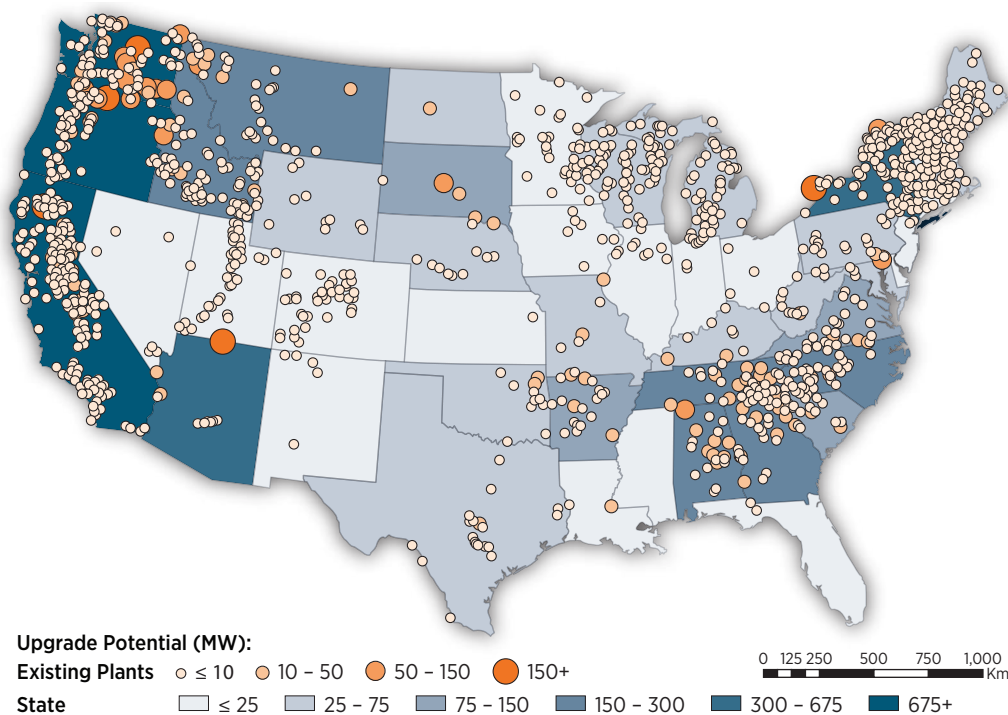 Upgrade Potential (MW):
Existing Plants ≤ 10 10 – 50 50 – 150 150+
0 125 250 500 750 1,000
Km
State ≤ 25 25 – 75 75 – 150 150 – 300 300 – 675 675+